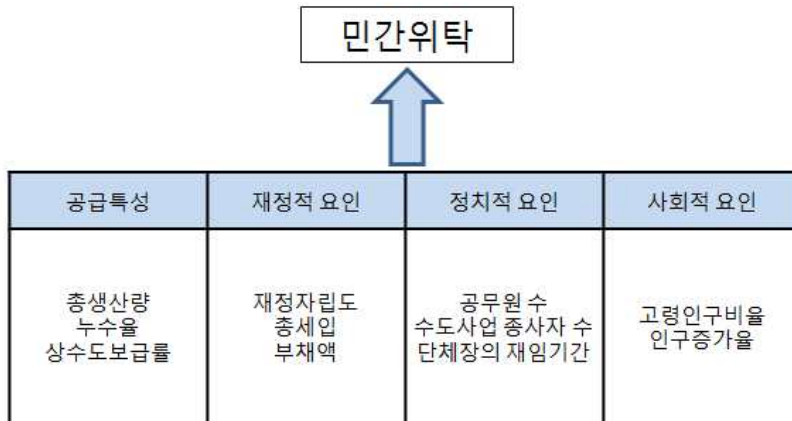 민간위탁
공급특성
재정적 요인
정치적 요인
사회적 요인
총생산량
누수율
상수도보급률
재정자립도
총세입
부채액
공무원 수
수도사업 종사자 수
단체장의 재임기간
고령인구비율
인구증가율